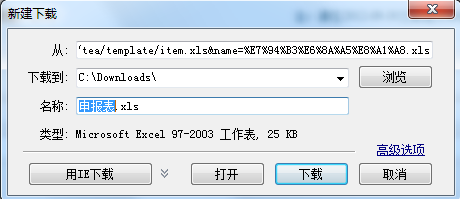 新建下载
从: 'tea/template/item.xls&name=%E7%94%B3%E6%8A%A5%E8%A1%A8.xls
下载到: C:\Downloads\ 浏览
名称: 申报表.xls
类型: Microsoft Excel 97-2003 工作表, 25 KB
高级选项
用IE下载 打开 下载 取消